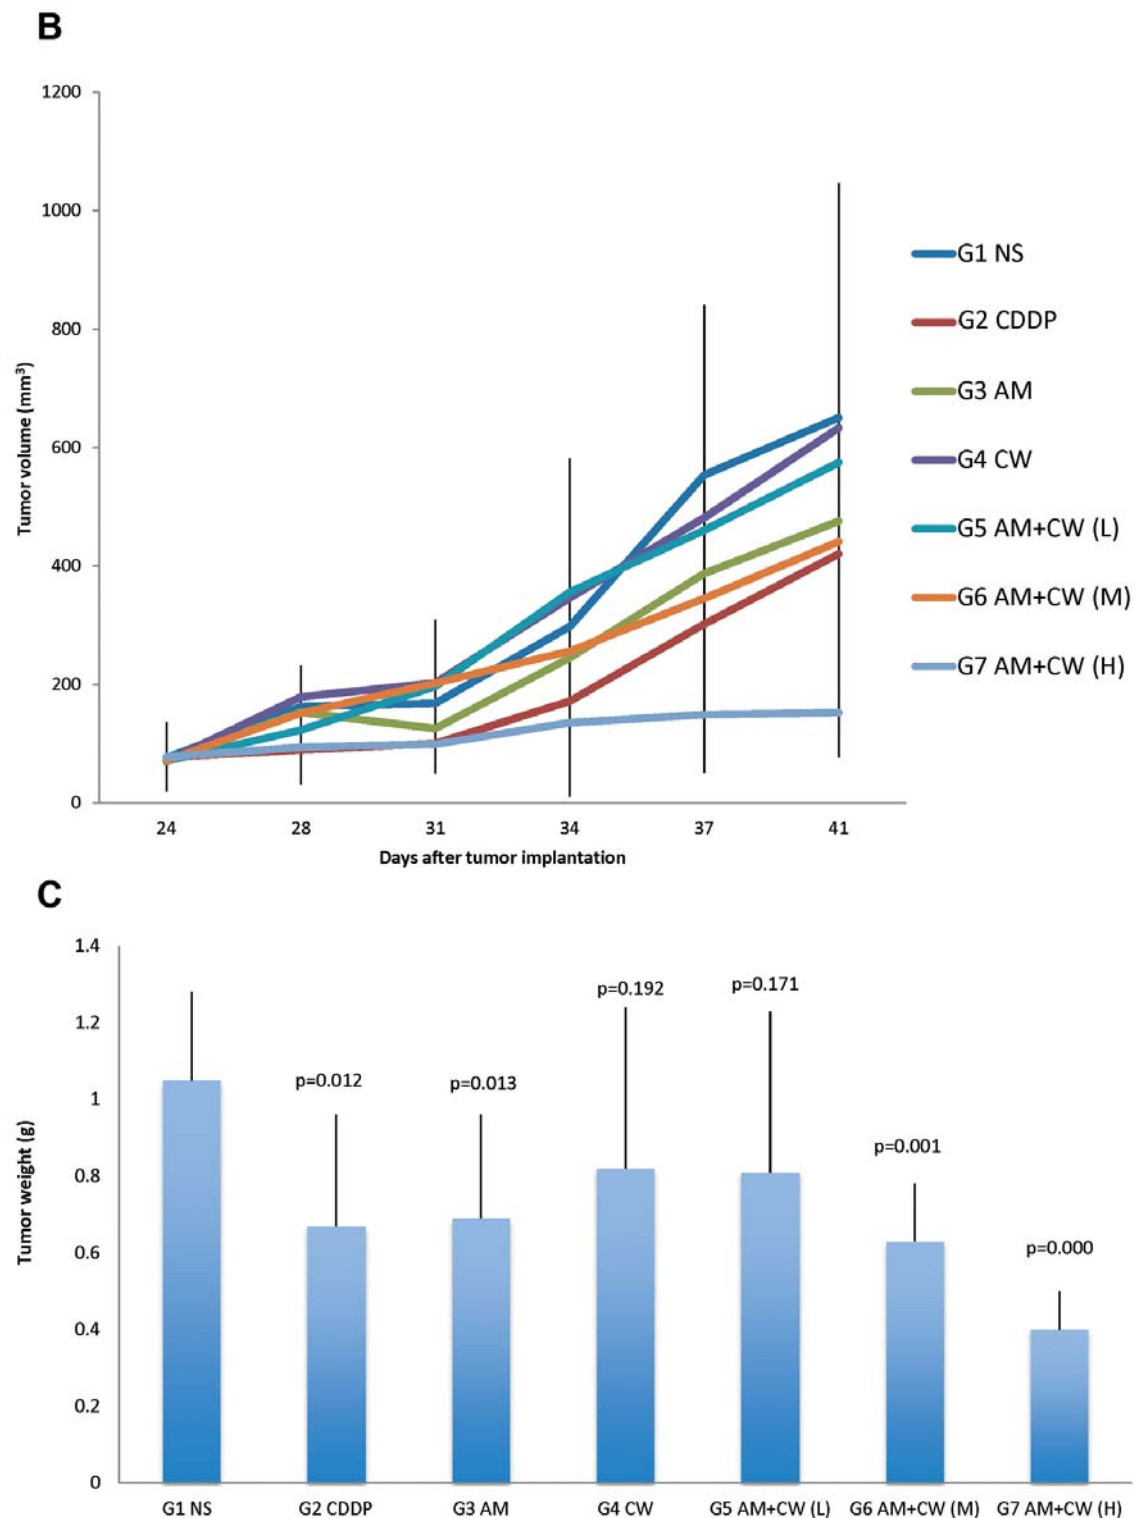 B
1200
1000
800
600
400
200
0
Tumor volume (mm³)
24 28 31 34 37 41
Days after tumor implantation
G1 NS
G2 CDDP
G3 AM
G4 CW
G5 AM+CW (L)
G6 AM+CW (M)
G7 AM+CW (H)
C
1.4
1.2
1
0.8
0.6
0.4
0.2
0
Tumor weight (g)
p=0.012
p=0.013
p=0.192
p=0.171
p=0.001
p=0.000
G1 NS G2 CDDP G3 AM G4 CW G5 AM+CW (L) G6 AM+CW (M) G7 AM+CW (H)